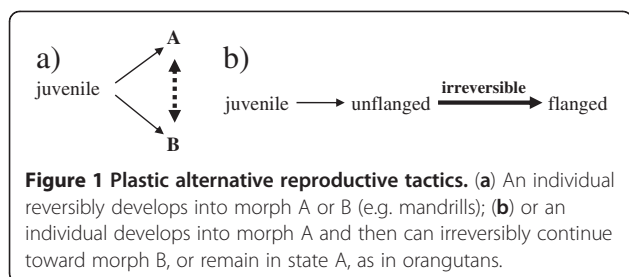 a)
A
juvenile
B
b)
irreversible
juvenile unflanged flanged
Figure 1 Plastic alternative reproductive tactics. (a) An individual
reversibly develops into morph A or B (e.g. mandrills); (b) or an
individual develops into morph A and then can irreversibly continue
toward morph B, or remain in state A, as in orangutans.